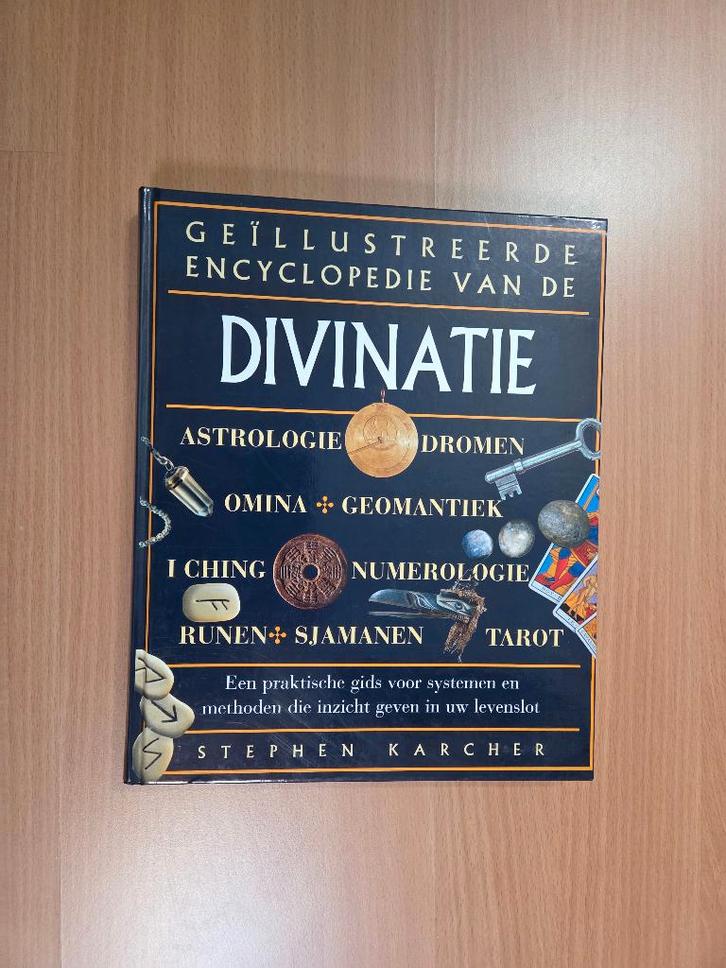 GEÏLLUSTREERDE
ENCYCLOPEDIE VAN DE
DIVINATIE
ASTROLOGIE DROMEN
OMINA ✣ GEOMANTIEK
I CHING NUMEROLOGIE
RUNEN ✣ SJAMANEN TAROT
Een praktische gids voor systemen en
methoden die inzicht geven in uw levenslot
STEPHEN KARCHER